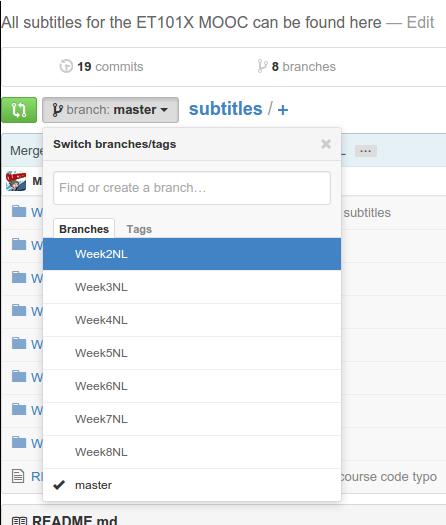 All subtitles for the ET101X MOOC can be found here — Edit
19 commits
8 branches
branch: master
subtitles / +
Switch branches/tags
Merge
Find or create a branch…
subtitles
Branches
Tags
Week2NL
Week3NL
Week4NL
Week5NL
Week6NL
Week7NL
Week8NL
master
course code typo
README.md